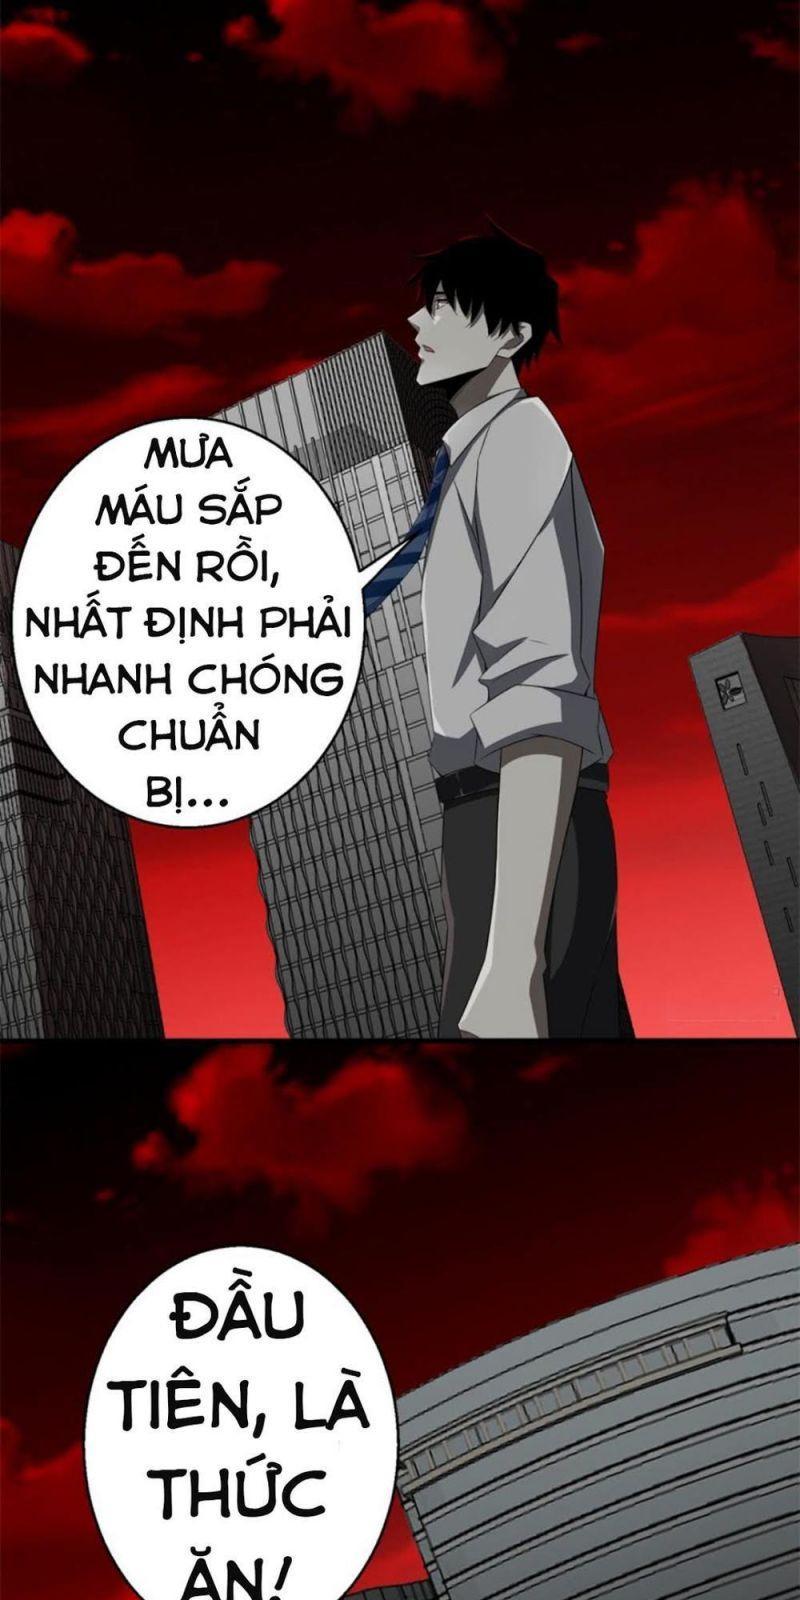 MƯA
MÁU SẮP
ĐẾN RỒI,
NHẤT ĐỊNH PHẢI
NHANH CHÓNG
CHUẨN
BỊ...
ĐẦU
TIÊN, LÀ
THỨC
ĂN!